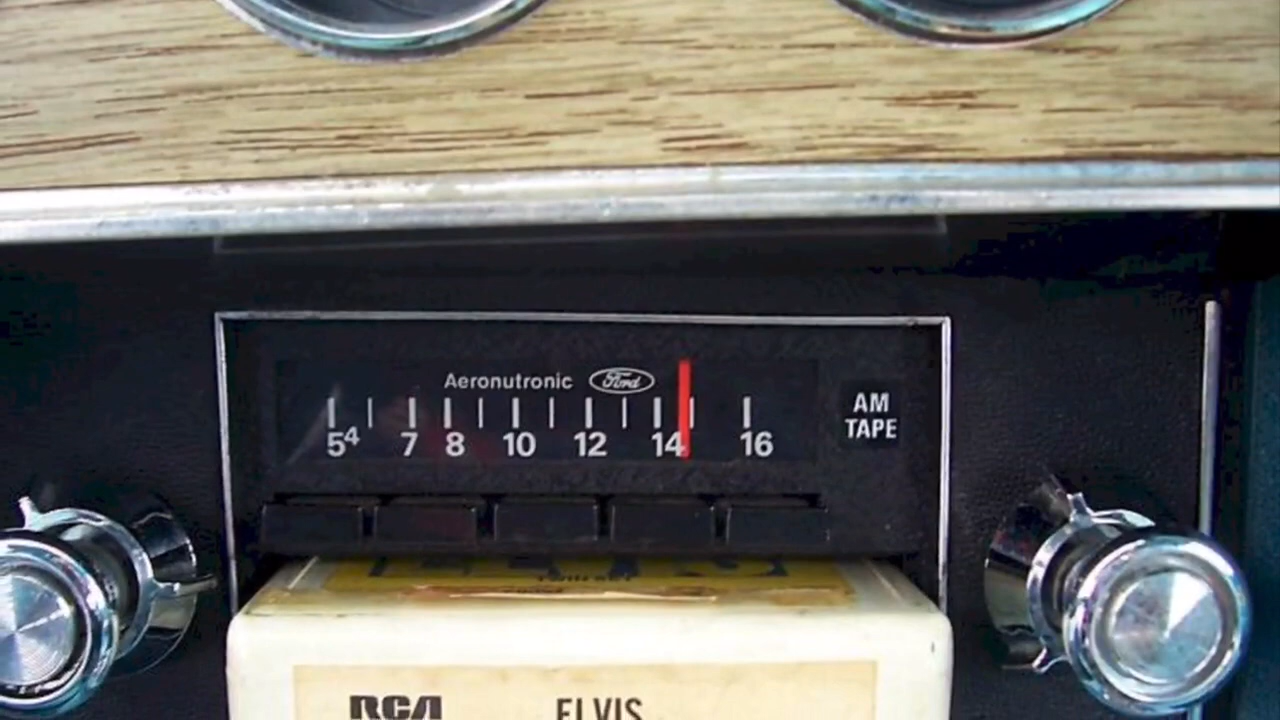 Aeronutronic Ford
5⁴ 7 8 10 12 14 16
AM
TAPE
RCA ELVIS